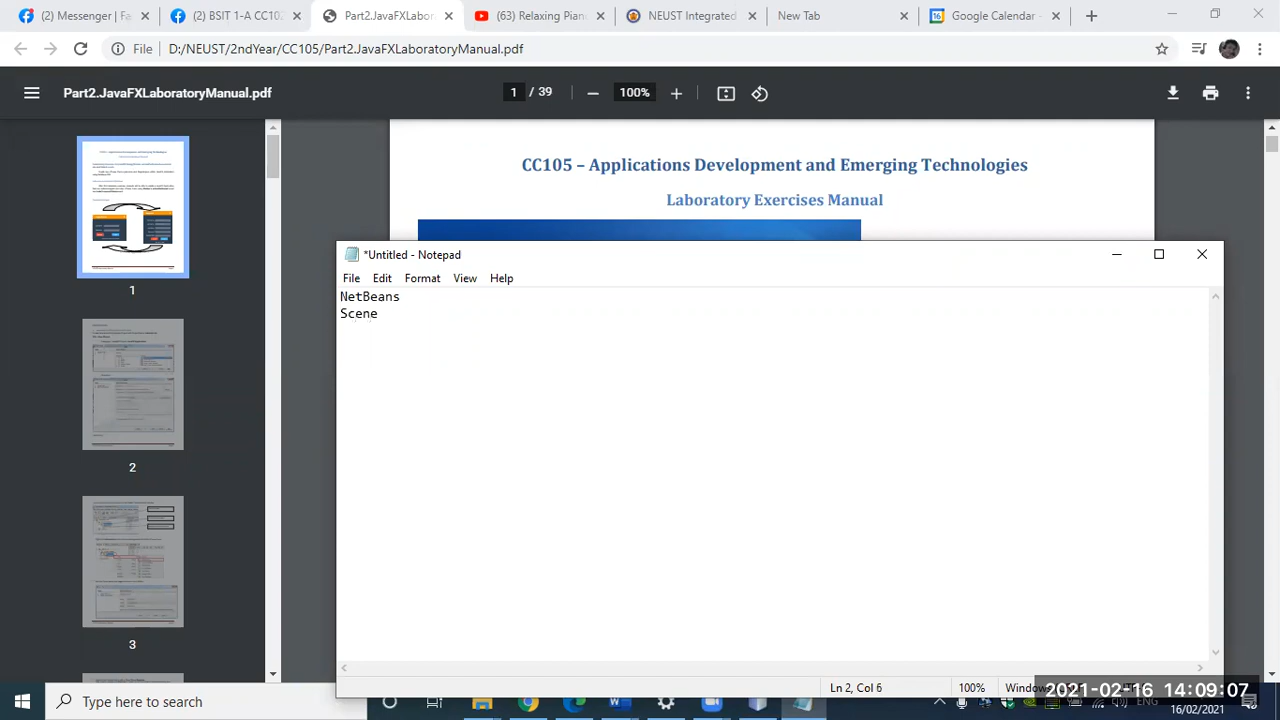 (2) Messenger | Fa
(2) BSIT 1-A CC102
Part2.JavaFXLabor
(63) Relaxing Pian
NEUST Integrated
New Tab
Google Calendar -
File
D:/NEUST/2ndYear/CC105/Part2.JavaFXLaboratoryManual.pdf
Part2.JavaFXLaboratoryManual.pdf
1 / 39
100%
CC105 – Applications Development and Emerging Technologies
Laboratory Exercises Manual
1
2
3
*Untitled - Notepad
File Edit Format View Help
NetBeans
Scene
Ln 2, Col 6
100%
Windows
2021-02-16 14:09:07
Type here to search
ENG
16/02/2021